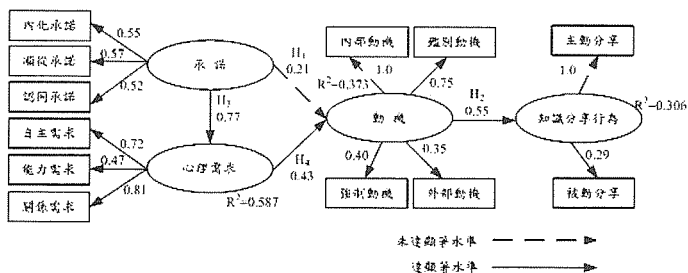 內化承諾
順從承諾
認同承諾
自主需求
能力需求
關係需求
0.55
0.57
0.52
0.72
0.47
0.81
承諾
H₃
0.77
心理需求
R²=0.587
H₁
0.21
H₄
0.43
內部動機
鑑別動機
R²=0.373
1.0
0.75
動機
0.40
0.35
強制動機
外部動機
H₂
0.55
主動分享
1.0
知識分享行為
R²=0.306
0.29
被動分享
未達顯著水準
達顯著水準